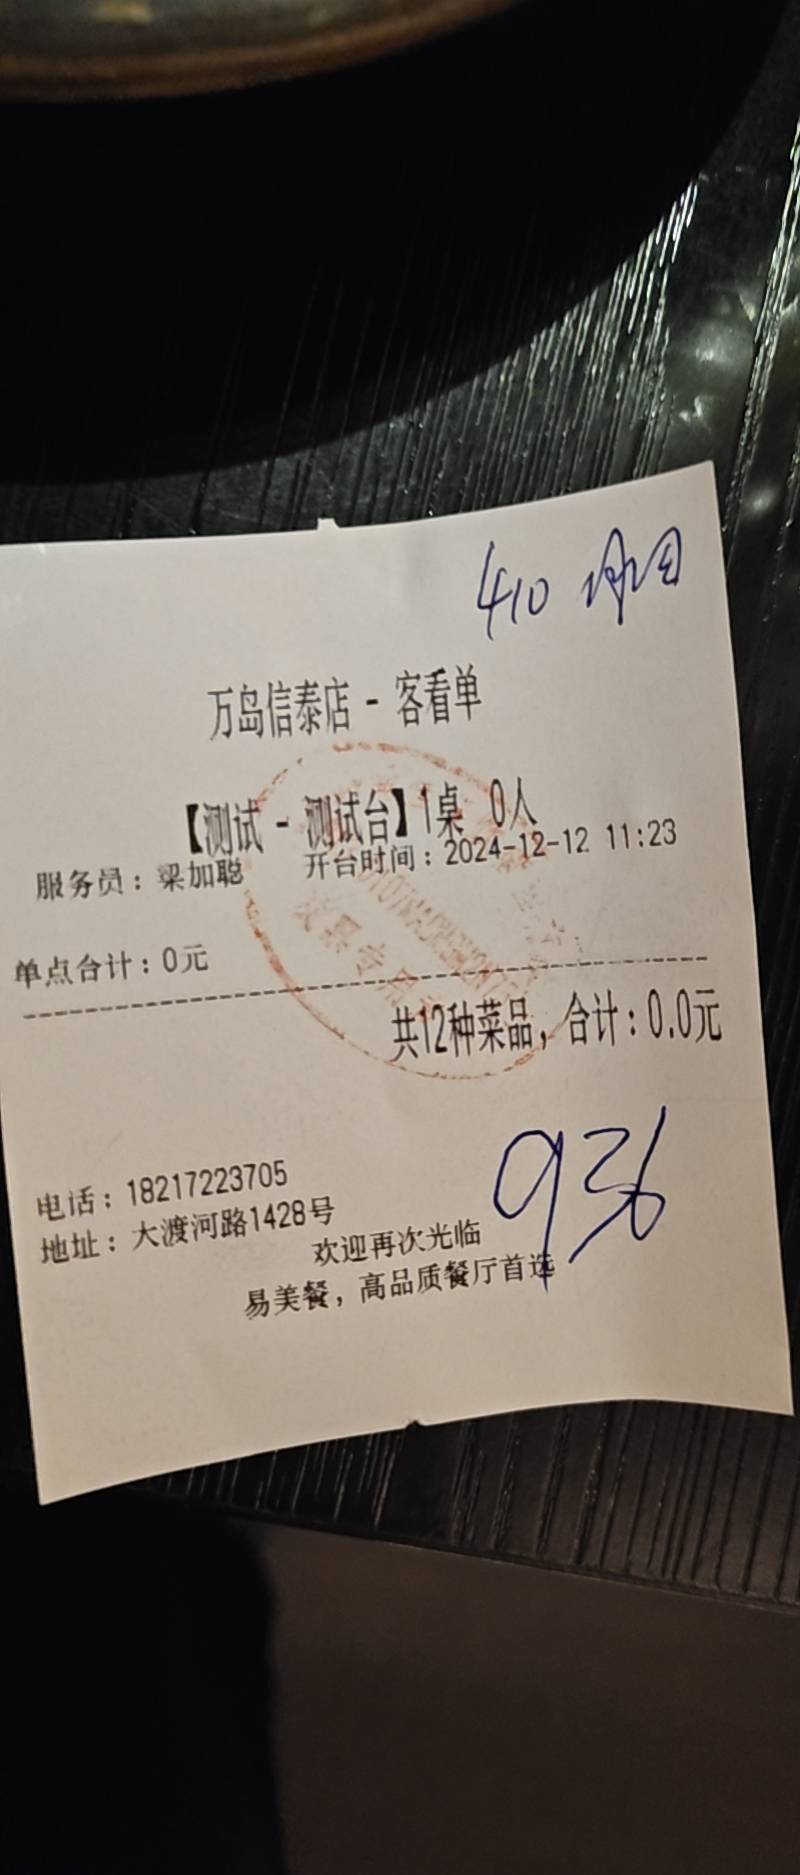 410
万岛信泰店 - 客看单
【测试 - 测试台】1桌 0人
服务员：梁加聪 开台时间：2024-12-12 11:23
单点合计：0元
共12种菜品，合计：0.0元
936
电话：18217223705
地址：大渡河路1428号
欢迎再次光临
易美餐，高品质餐厅首选